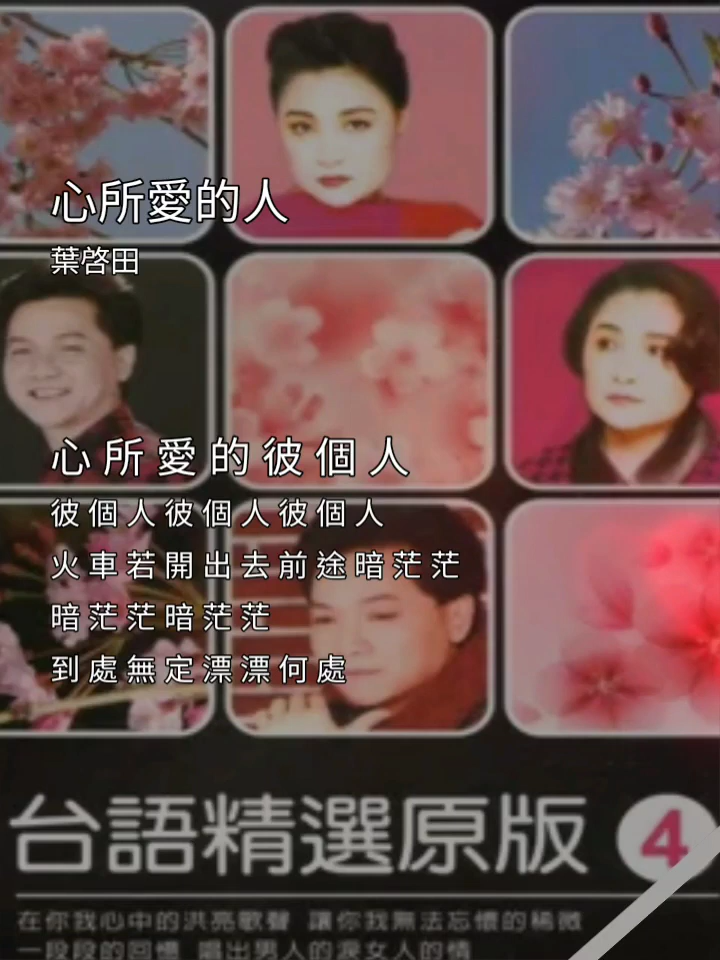 心所愛的人
葉啓田
心所愛的彼個人
彼個人彼個人彼個人
火車若開出去前途暗茫茫
暗茫茫暗茫茫
到處無定漂漂何處
台語精選原版 4
在你我心中的洪亮歌聲 讓你我無法忘懷的稀微
一段段的回憶 唱出男人的淚女人的情